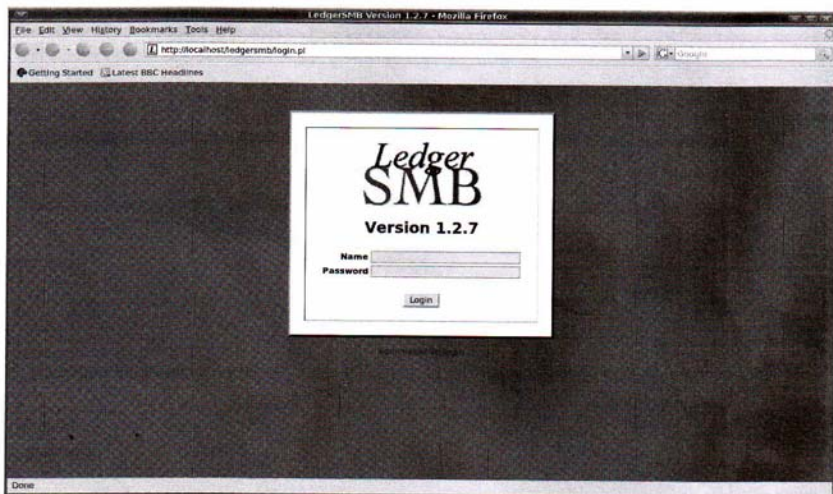 LedgerSMB Version 1.2.7 - Mozilla Firefox
File Edit View History Bookmarks Tools Help
http://localhost/ledgersmb/login.pl
Google
Getting Started Latest BBC Headlines
Ledger
SMB
Version 1.2.7
Name
Password
Login
Done